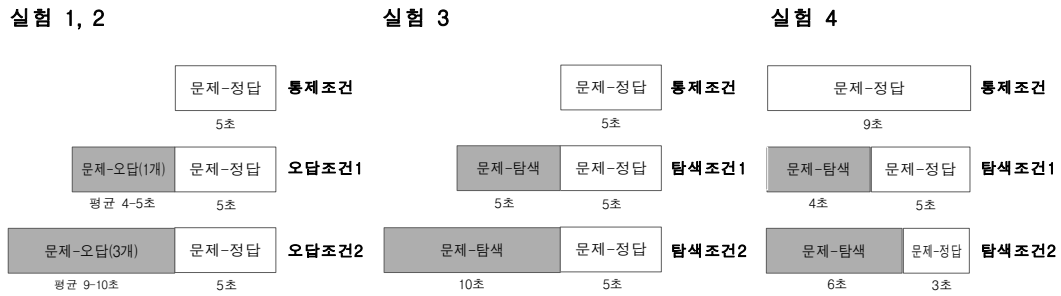 실험 1, 2
문제-정답 통제조건
5초
문제-오답(1개) 문제-정답 오답조건1
평균 4-5초 5초
문제-오답(3개) 문제-정답 오답조건2
평균 9-10초 5초
실험 3
문제-정답 통제조건
5초
문제-탐색 문제-정답 탐색조건1
5초 5초
문제-탐색 문제-정답 탐색조건2
10초 5초
실험 4
문제-정답 통제조건
9초
문제-탐색 문제-정답 탐색조건1
4초 5초
문제-탐색 문제-정답 탐색조건2
6초 3초